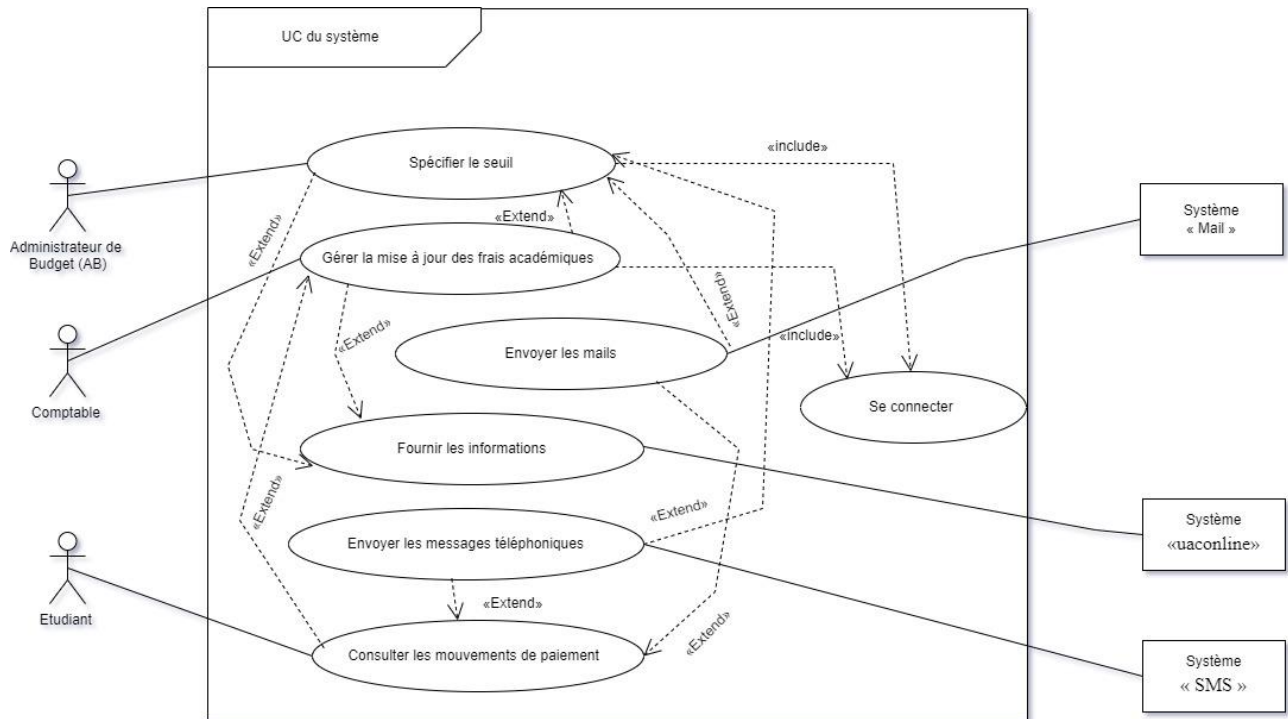 UC du système
Spécifier le seuil
«include»
Administrateur de
Budget (AB)
«Extend»
«Extend»
Gérer la mise à jour des frais académiques
Système
« Mail »
«Extend»
«Extend»
«include»
Envoyer les mails
Comptable
Se connecter
Fournir les informations
«Extend»
«Extend»
Système
«uaconline»
Envoyer les messages téléphoniques
Etudiant
«Extend»
«Extend»
Consulter les mouvements de paiement
Système
« SMS »